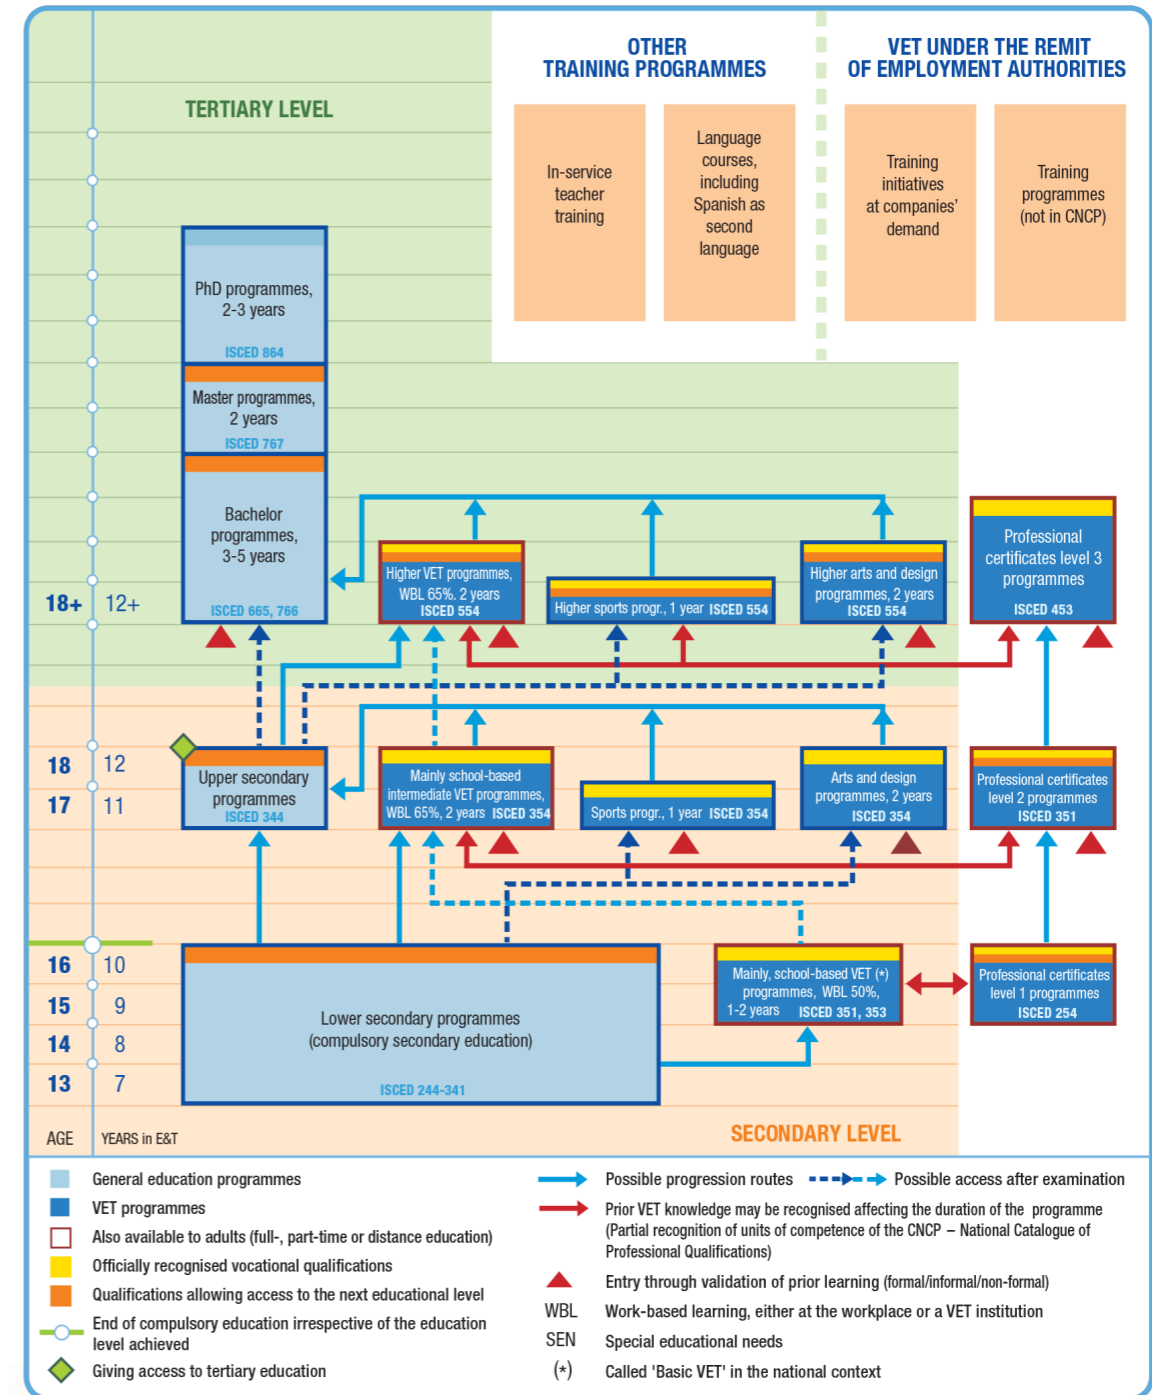 OTHER
TRAINING PROGRAMMES
VET UNDER THE REMIT
OF EMPLOYMENT AUTHORITIES
TERTIARY LEVEL
In-service
teacher
training
Language
courses,
including
Spanish as
second
language
Training
initiatives
at companies'
demand
Training
programmes
(not in CNCP)
PhD programmes,
2-3 years
ISCED 864
Master programmes,
2 years
ISCED 767
Bachelor
programmes,
3-5 years
ISCED 665, 766
Higher VET programmes,
WBL 65%. 2 years
ISCED 554
Higher sports progr., 1 year ISCED 554
Higher arts and design
programmes, 2 years
ISCED 554
Professional
certificates level 3
programmes
ISCED 453
18+ 12+
18 12
17 11
Upper secondary
programmes
ISCED 344
Mainly school-based
intermediate VET programmes,
WBL 65%, 2 years ISCED 354
Sports progr., 1 year ISCED 354
Arts and design
programmes, 2 years
ISCED 354
Professional certificates
level 2 programmes
ISCED 351
16 10
15 9
14 8
13 7
Lower secondary programmes
(compulsory secondary education)
ISCED 244-341
Mainly, school-based VET (*)
programmes, WBL 50%,
1-2 years ISCED 351, 353
Professional certificates
level 1 programmes
ISCED 254
AGE YEARS in E&T
SECONDARY LEVEL
General education programmes
VET programmes
Also available to adults (full-, part-time or distance education)
Officially recognised vocational qualifications
Qualifications allowing access to the next educational level
End of compulsory education irrespective of the education
level achieved
Giving access to tertiary education
Possible progression routes
Possible access after examination
Prior VET knowledge may be recognised affecting the duration of the programme
(Partial recognition of units of competence of the CNCP – National Catalogue of
Professional Qualifications)
Entry through validation of prior learning (formal/informal/non-formal)
WBL Work-based learning, either at the workplace or a VET institution
SEN Special educational needs
(*) Called 'Basic VET' in the national context